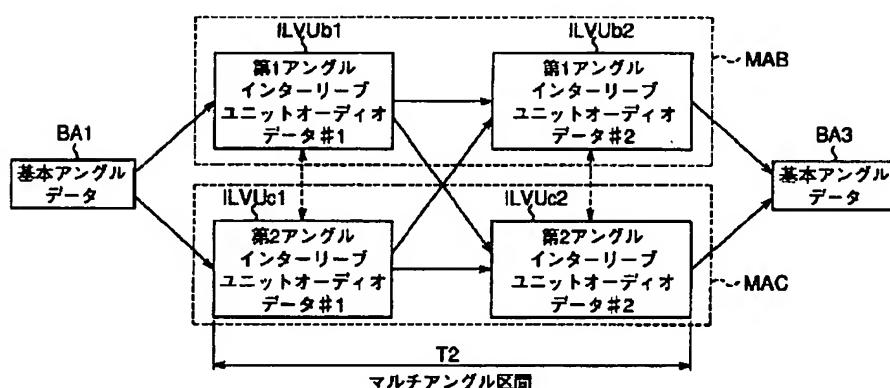 ILVUb1
ILVUb2
MAB
第1アングル
インターリーブ
ユニットオーディオ
データ#1
第1アングル
インターリーブ
ユニットオーディオ
データ#2
BA1
基本アングル
データ
BA3
基本アングル
データ
ILVUc1
ILVUc2
第2アングル
インターリーブ
ユニットオーディオ
データ#1
第2アングル
インターリーブ
ユニットオーディオ
データ#2
MAC
T2
マルチアングル区間